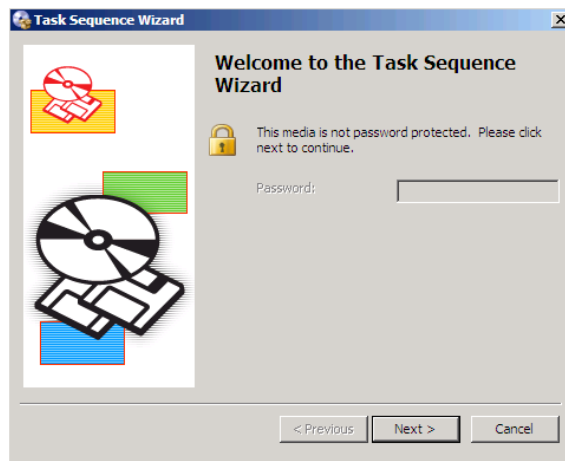 Task Sequence Wizard
Welcome to the Task Sequence
Wizard
This media is not password protected. Please click
next to continue.
Password:
< Previous
Next >
Cancel